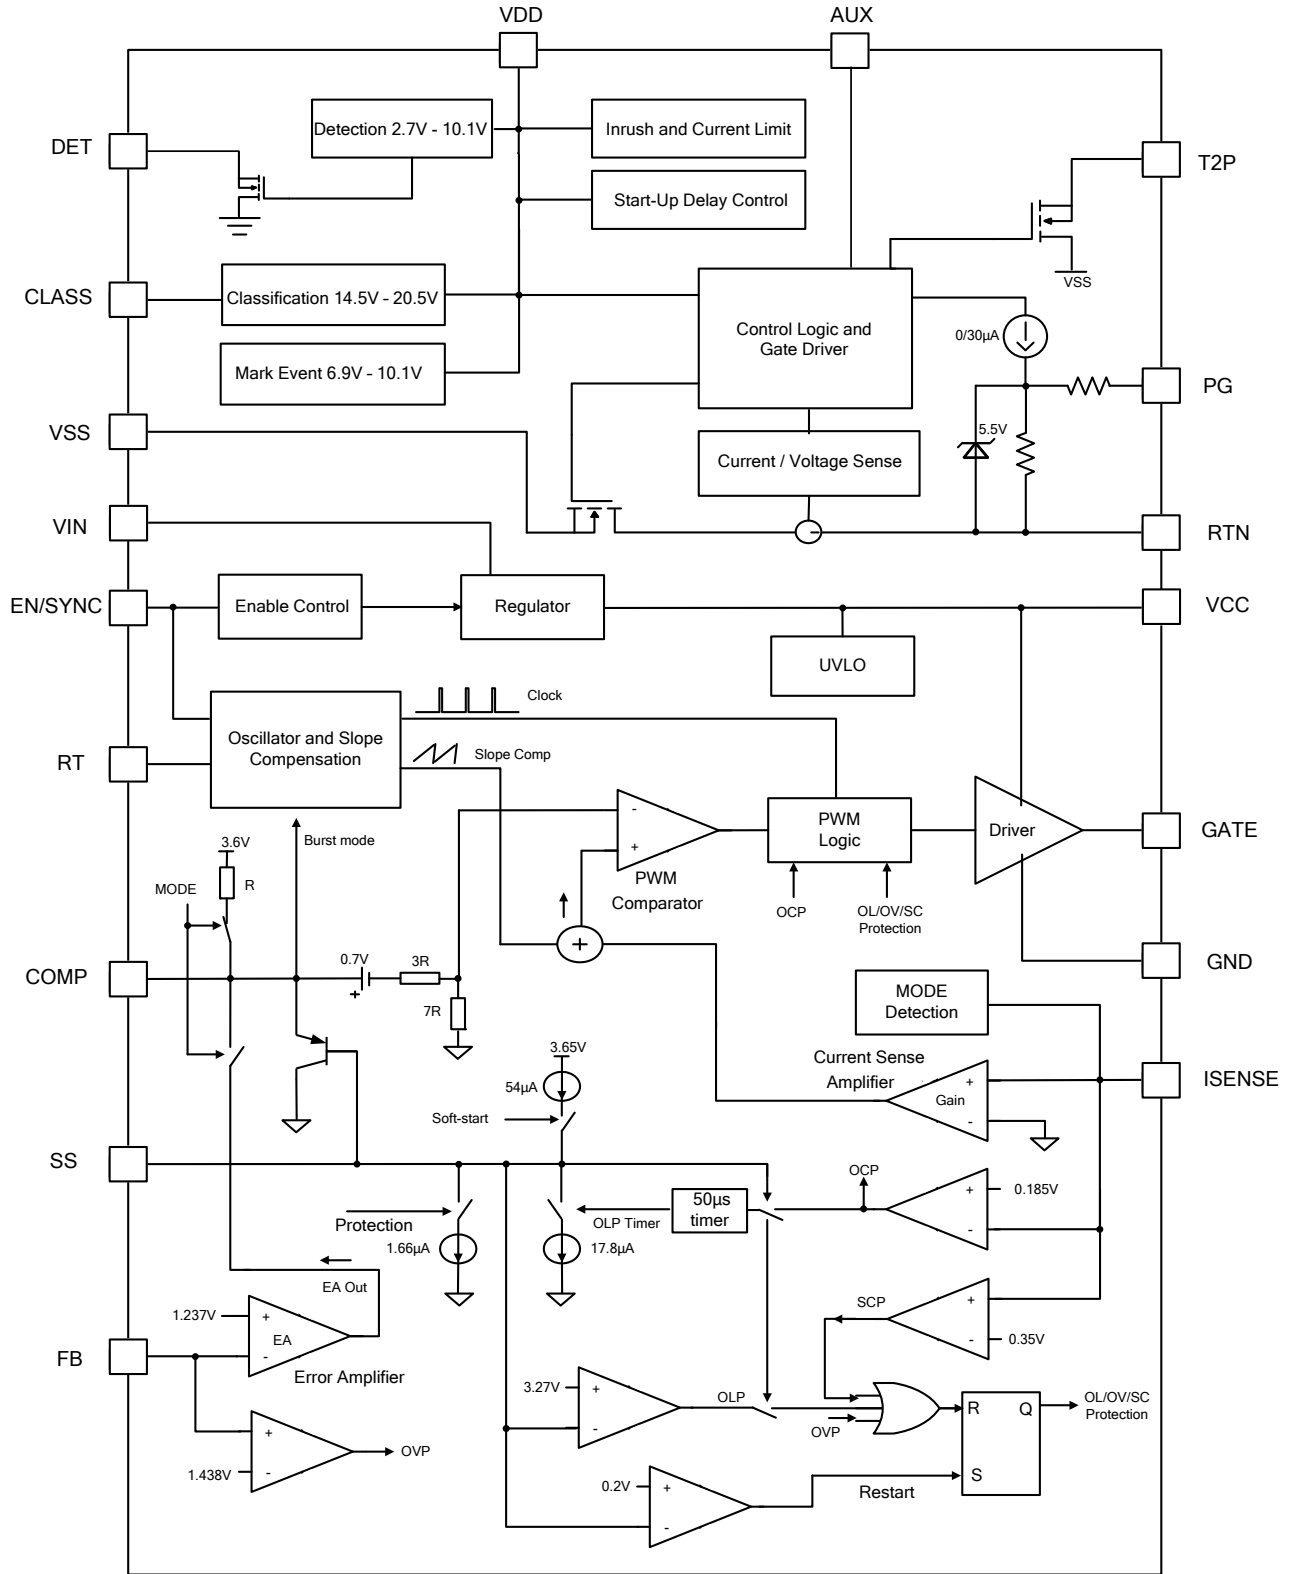 VDD
AUX
DET
Detection 2.7V - 10.1V
Inrush and Current Limit
T2P
Start-Up Delay Control
VSS
CLASS
Classification 14.5V - 20.5V
Control Logic and
Gate Driver
0/30µA
Mark Event 6.9V - 10.1V
PG
VSS
5.5V
Current / Voltage Sense
VIN
RTN
EN/SYNC
Enable Control
Regulator
VCC
UVLO
Clock
Oscillator and Slope
Compensation
RT
Slope Comp
-
+
PWM
Comparator
PWM
Logic
Driver
GATE
Burst mode
3.6V
R
MODE
OCP
OL/OV/SC
Protection
+
COMP
0.7V
+
3R
7R
GND
MODE
Detection
3.65V
54µA
Soft-start
Current Sense
Amplifier
+
Gain
-
ISENSE
SS
OCP
+
0.185V
-
Protection
1.66µA
OLP Timer
50µs
timer
17.8µA
EA Out
SCP
+
-
0.35V
1.237V
+
EA
-
FB
Error Amplifier
3.27V
+
-
OLP
OVP
R
Q
S
OL/OV/SC
Protection
+
-
1.438V
OVP
0.2V
+
-
Restart